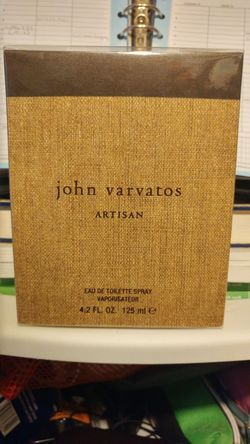 john varvatos
ARTISAN
EAU DE TOILETTE SPRAY
VAPORISATEUR
4.2 FL. OZ. 125 ml ℮